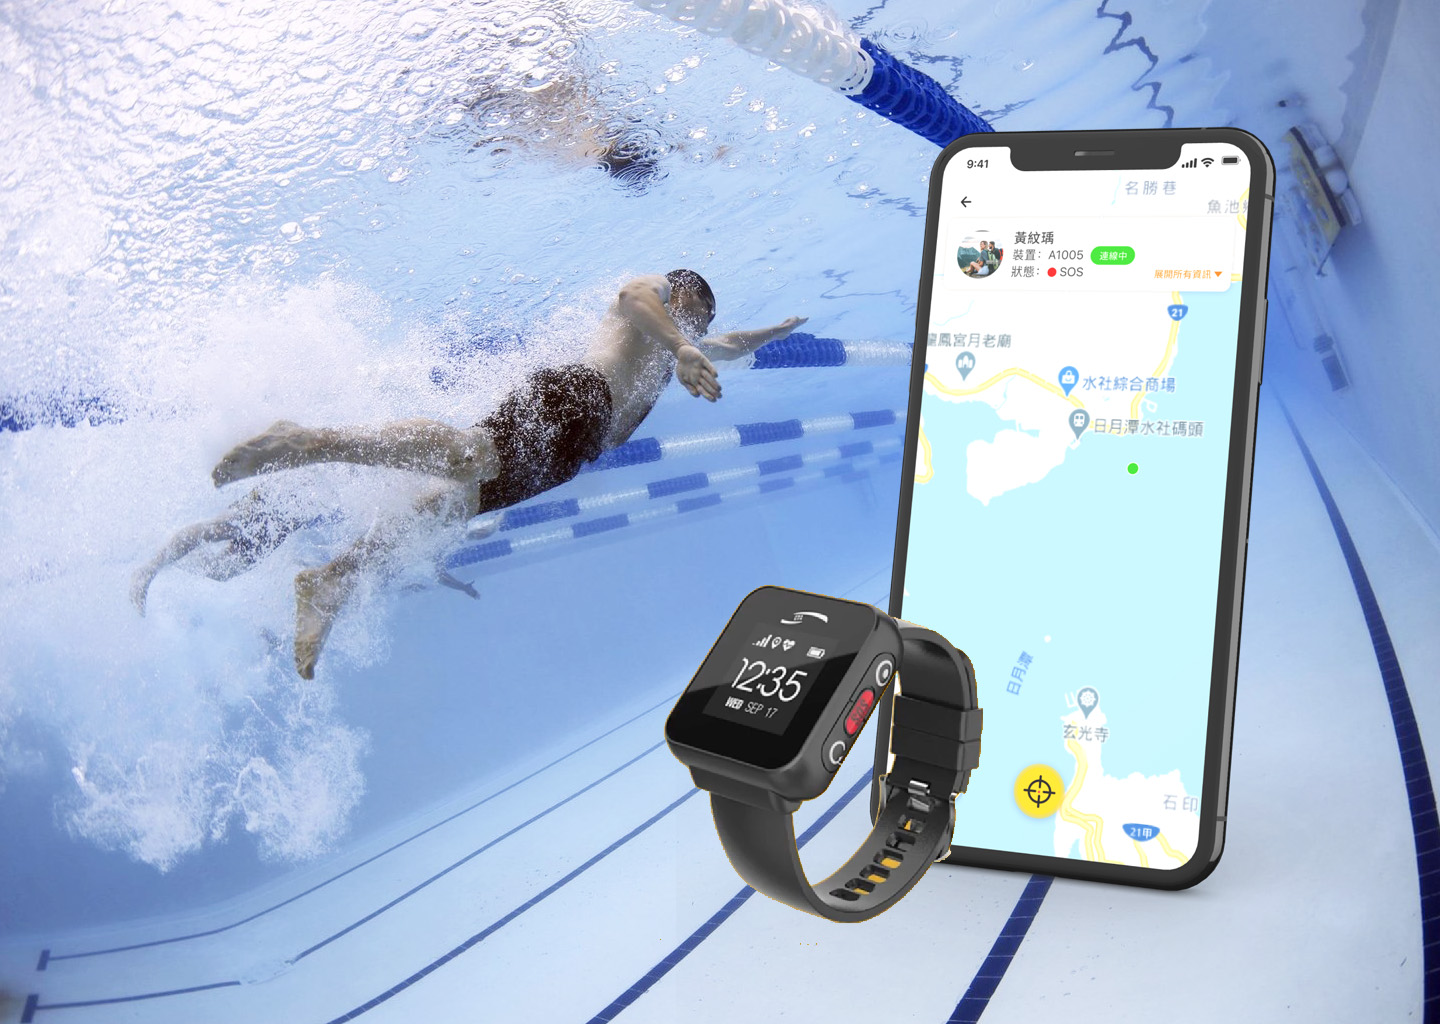 9:41
名勝巷
魚池
黃紋瑀
裝置: A1005 連線中
狀態: SOS
展開所有資訊
21
龍鳳宮月老廟
水社綜合商場
日月潭水社碼頭
日月潭
玄光寺
石印
21甲
12:35
WED SEP 17
SOS